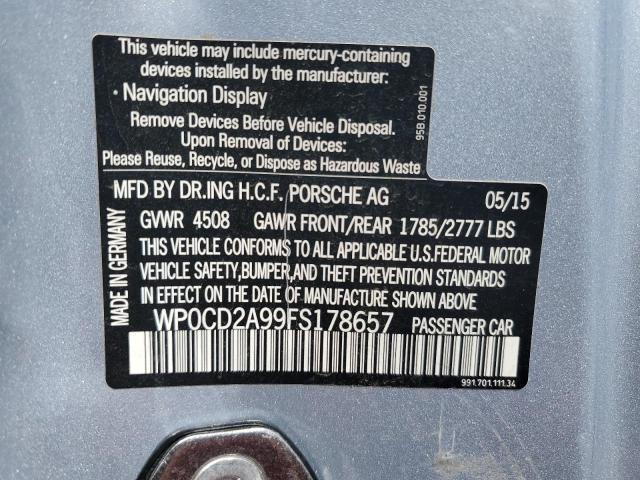 This vehicle may include mercury-containing
devices installed by the manufacturer:
· Navigation Display
Remove Devices Before Vehicle Disposal.
Upon Removal of Devices:
Please Reuse, Recycle, or Dispose as Hazardous Waste
95B.010.001
MFD BY DR.ING H.C.F. PORSCHE AG 05/15
GVWR 4508 GAWR FRONT/REAR 1785/2777 LBS
THIS VEHICLE CONFORMS TO ALL APPLICABLE U.S.FEDERAL MOTOR
VEHICLE SAFETY,BUMPER,AND THEFT PREVENTION STANDARDS
IN EFFECT ON THE DATE OF MANUFACTURE SHOWN ABOVE
WP0CD2A99FS178657 PASSENGER CAR
MADE IN GERMANY
991.701.111.34